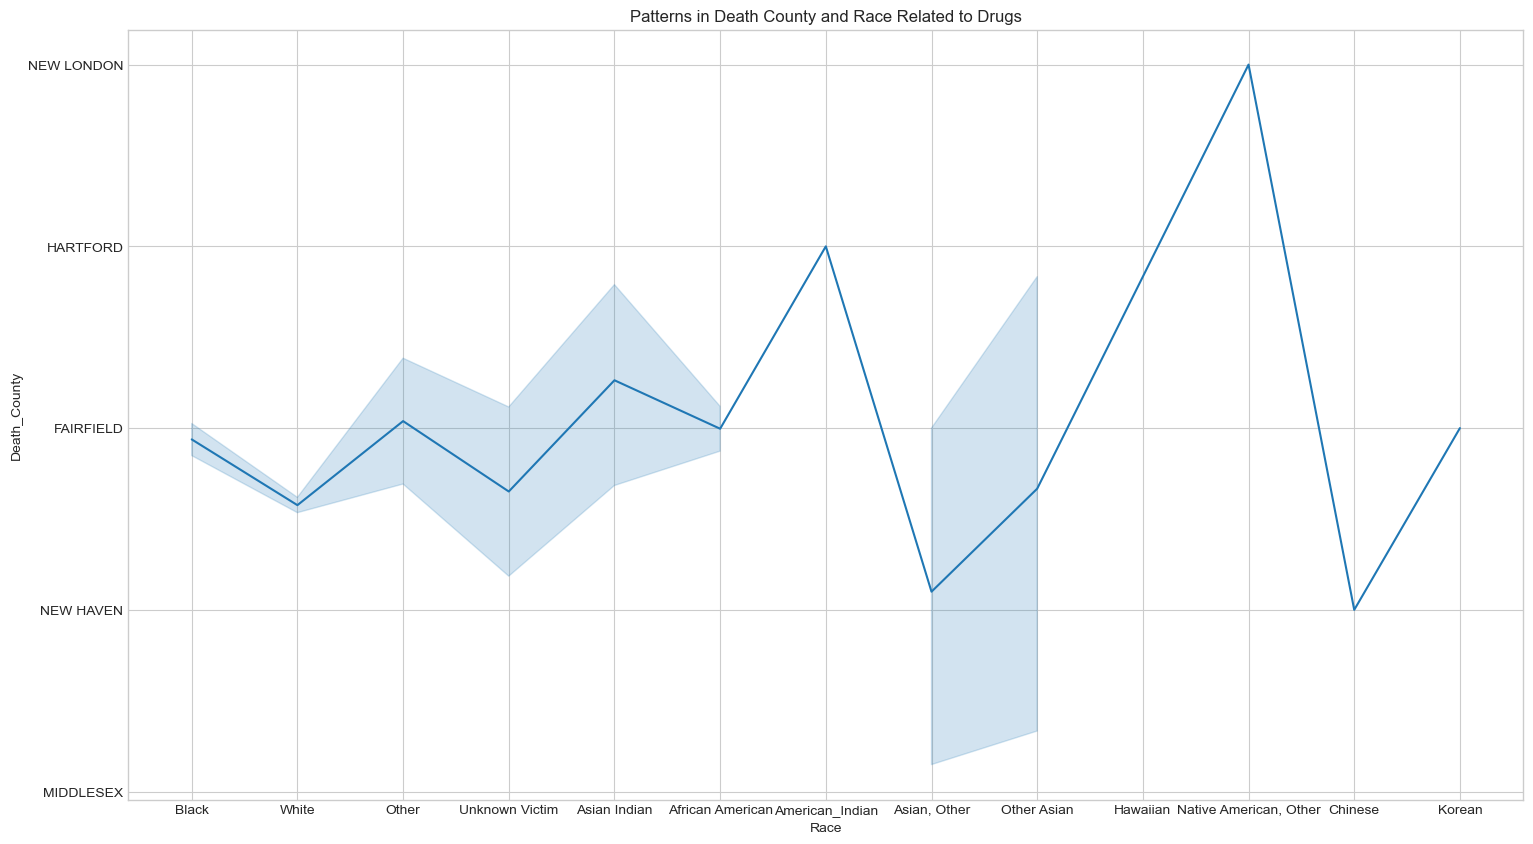 Patterns in Death County and Race Related to Drugs
NEW LONDON
HARTFORD
FAIRFIELD
NEW HAVEN
MIDDLESEX
Death_County
Black White Other Unknown Victim Asian Indian African American American_Indian Asian, Other Other Asian Hawaiian Native American, Other Chinese Korean
Race